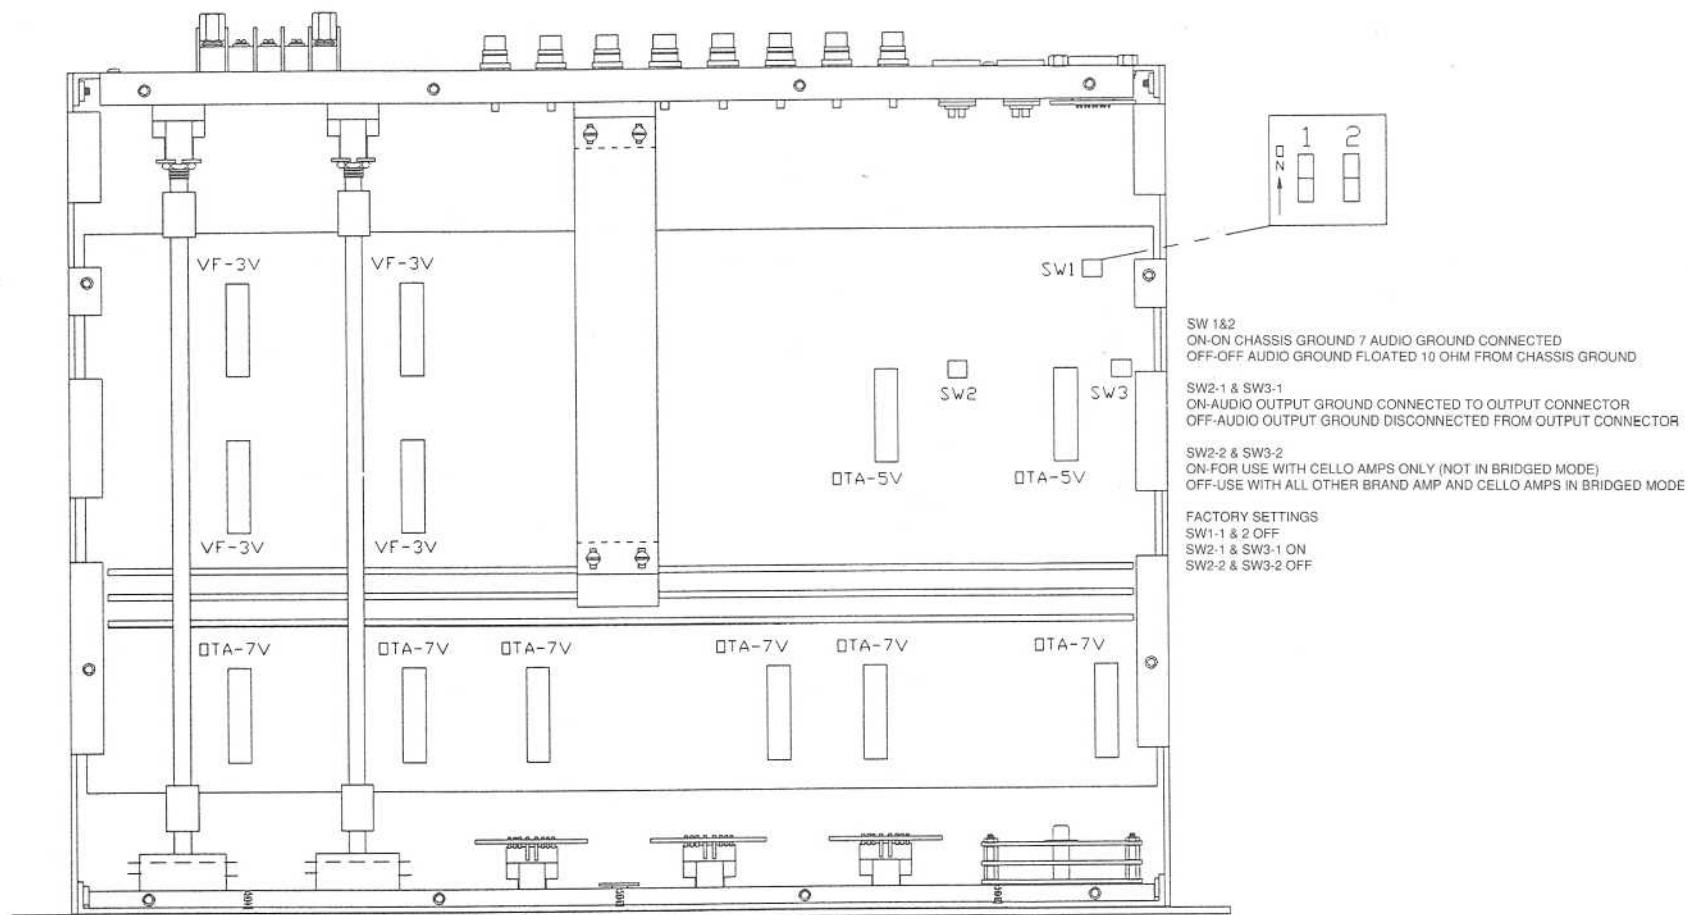 1 2
ON
VF-3V VF-3V
SW1
SW 1&2
ON-ON CHASSIS GROUND 7 AUDIO GROUND CONNECTED
OFF-OFF AUDIO GROUND FLOATED 10 OHM FROM CHASSIS GROUND
SW2 SW3
SW2-1 & SW3-1
ON-AUDIO OUTPUT GROUND CONNECTED TO OUTPUT CONNECTOR
OFF-AUDIO OUTPUT GROUND DISCONNECTED FROM OUTPUT CONNECTOR
OTA-5V OTA-5V
SW2-2 & SW3-2
ON-FOR USE WITH CELLO AMPS ONLY (NOT IN BRIDGED MODE)
OFF-USE WITH ALL OTHER BRAND AMP AND CELLO AMPS IN BRIDGED MODE
FACTORY SETTINGS
SW1-1 & 2 OFF
SW2-1 & SW3-1 ON
SW2-2 & SW3-2 OFF
VF-3V VF-3V
OTA-7V OTA-7V OTA-7V OTA-7V OTA-7V OTA-7V